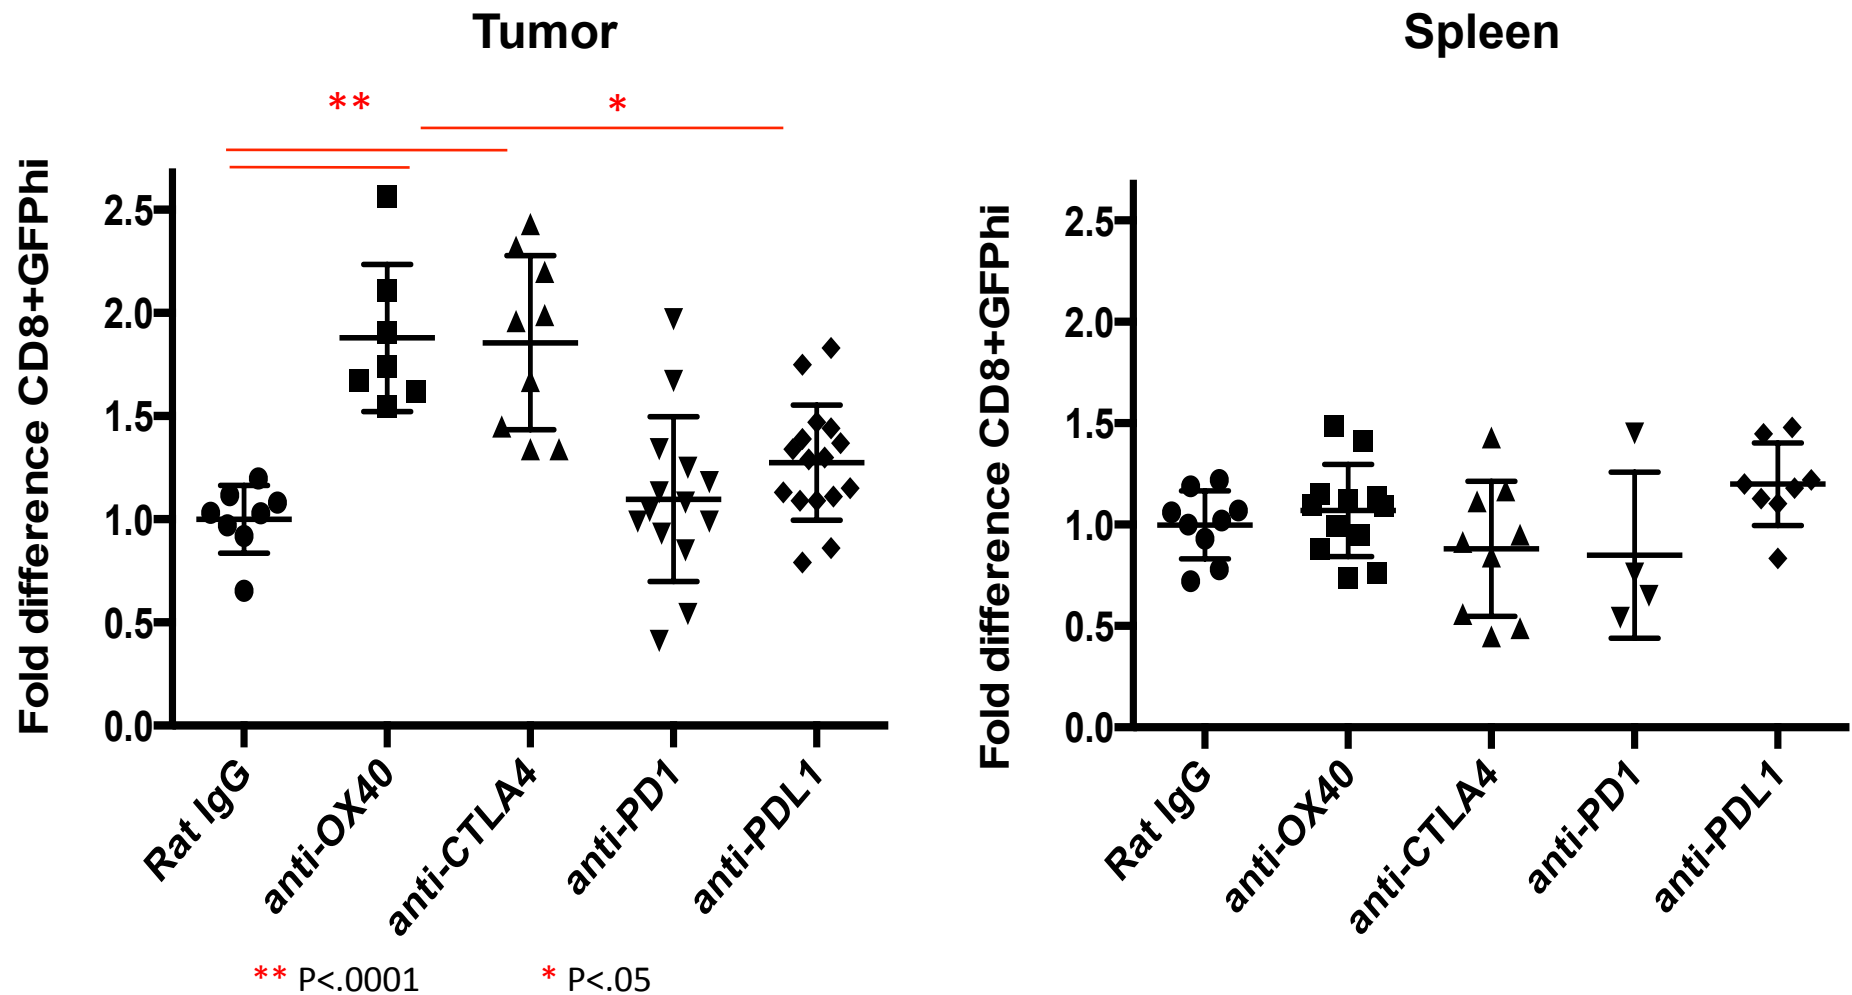 Tumor
** *
Fold difference CD8+GFPhi
2.5
2.0
1.5
1.0
0.5
0.0
Rat IgG
anti-OX40
anti-CTLA4
anti-PD1
anti-PDL1
** P<.0001 * P<.05
Spleen
Fold difference CD8+GFPhi
2.5
2.0
1.5
1.0
0.5
0.0
Rat IgG
anti-OX40
anti-CTLA4
anti-PD1
anti-PDL1